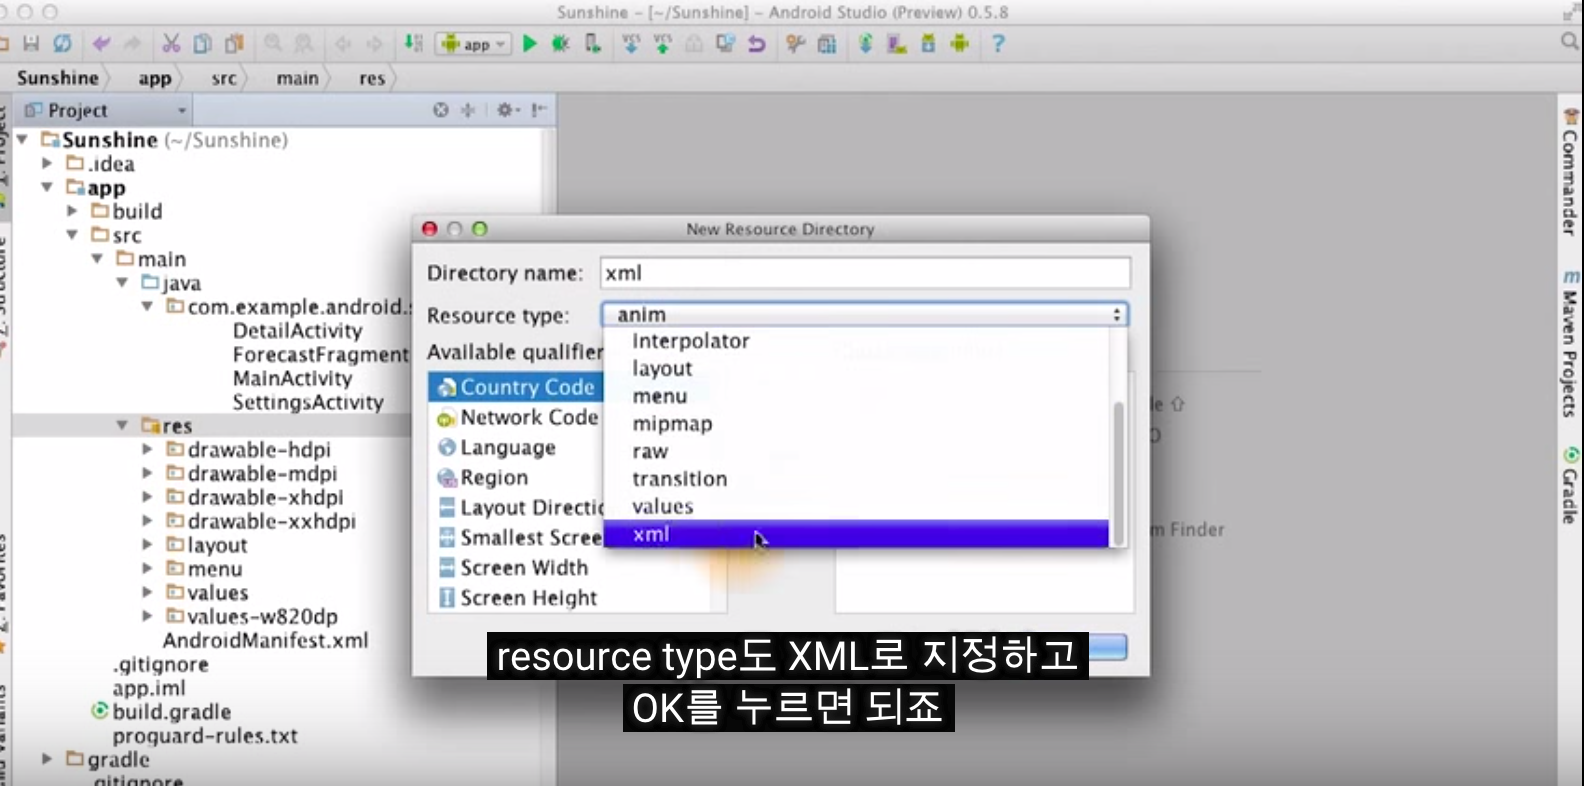 Sunshine – [~/Sunshine] – Android Studio (Preview) 0.5.8
app
Sunshine
app
src
main
res
Project
Sunshine (~/Sunshine)
.idea
app
build
src
main
java
com.example.android.
DetailActivity
ForecastFragment
MainActivity
SettingsActivity
res
drawable-hdpi
drawable-mdpi
drawable-xhdpi
drawable-xxhdpi
layout
menu
values
values-w820dp
AndroidManifest.xml
.gitignore
app.iml
build.gradle
proguard-rules.txt
gradle
.gitignore
New Resource Directory
Directory name: xml
Resource type: anim
interpolator
layout
menu
mipmap
raw
transition
values
xml
Available qualifier
Country Code
Network Code
Language
Region
Layout Directio
Smallest Scree
Screen Width
Screen Height
Finder
Commander
Maven Projects
Gradle
resource type도 XML로 지정하고
OK를 누르면 되죠